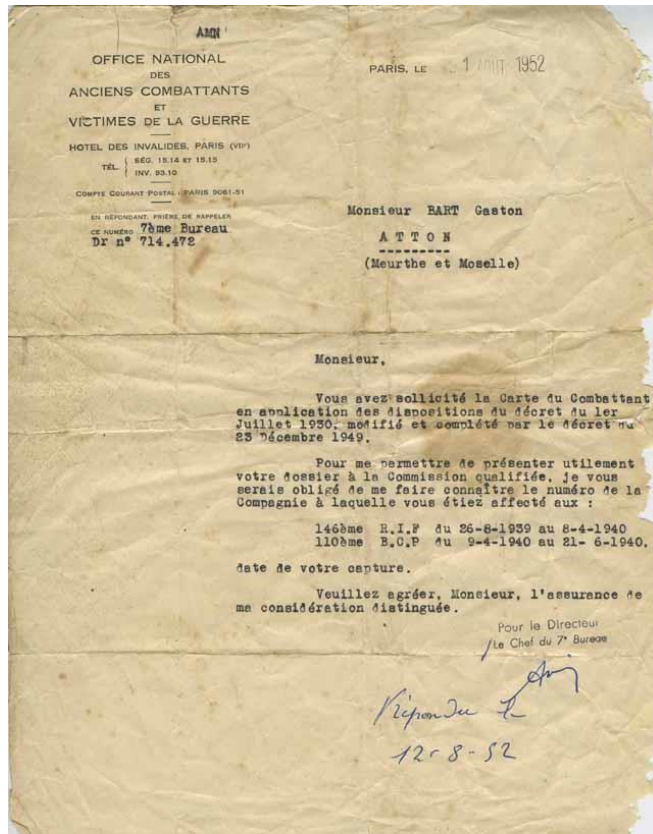 AMN
OFFICE NATIONAL
DES
ANCIENS COMBATTANTS
ET
VICTIMES DE LA GUERRE
HOTEL DES INVALIDES, PARIS (VIIe)
TÉL. { SÉG. 15.14 ET 15.15
INV. 93.10
COMPTE COURANT POSTAL : PARIS 9061-51
EN RÉPONDANT, PRIÈRE DE RAPPELER
CE NUMÉRO 7ème Bureau
Dr n° 714.472
PARIS, LE 1 AOUT 1952
Monsieur BART Gaston
ATTON
(Meurthe et Moselle)
Monsieur,
Vous avez sollicité la Carte du Combattant
en application des dispositions du décret du 1er
Juillet 1930, modifié et complété par le décret du
23 Décembre 1949.
Pour me permettre de présenter utilement
votre dossier à la Commission qualifiée, je vous
serais obligé de me faire connaître le numéro de la
Compagnie à laquelle vous étiez affecté aux :
146ème R.I.F du 26-8-1939 au 8-4-1940
110ème B.C.P du 9-4-1940 au 21- 6-1940.
date de votre capture.
Veuillez agréer, Monsieur, l'assurance de
ma considération distinguée.
Pour le Directeur
Le Chef du 7e Bureau
Répondu le
12-8-52